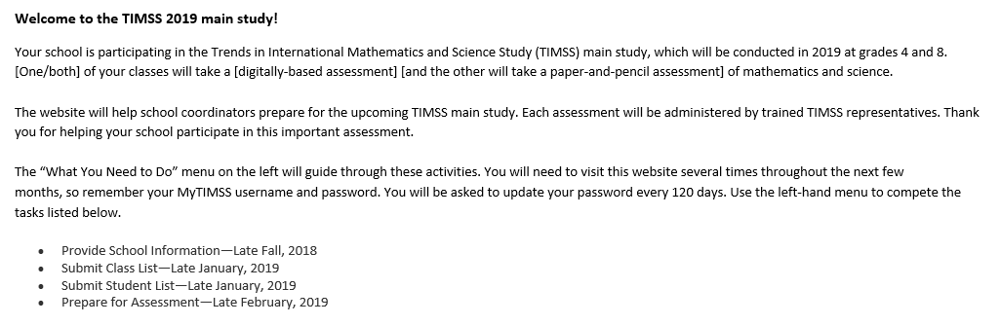 Welcome to the TIMSS 2019 main study!
Your school is participating in the Trends in International Mathematics and Science Study (TIMSS) main study, which will be conducted in 2019 at grades 4 and 8.
[One/both] of your classes will take a [digitally-based assessment] [and the other will take a paper-and-pencil assessment] of mathematics and science.
The website will help school coordinators prepare for the upcoming TIMSS main study. Each assessment will be administered by trained TIMSS representatives. Thank
you for helping your school participate in this important assessment.
The “What You Need to Do” menu on the left will guide through these activities. You will need to visit this website several times throughout the next few
months, so remember your MyTIMSS username and password. You will be asked to update your password every 120 days. Use the left-hand menu to compete the
tasks listed below.
• Provide School Information—Late Fall, 2018
• Submit Class List—Late January, 2019
• Submit Student List—Late January, 2019
• Prepare for Assessment—Late February, 2019